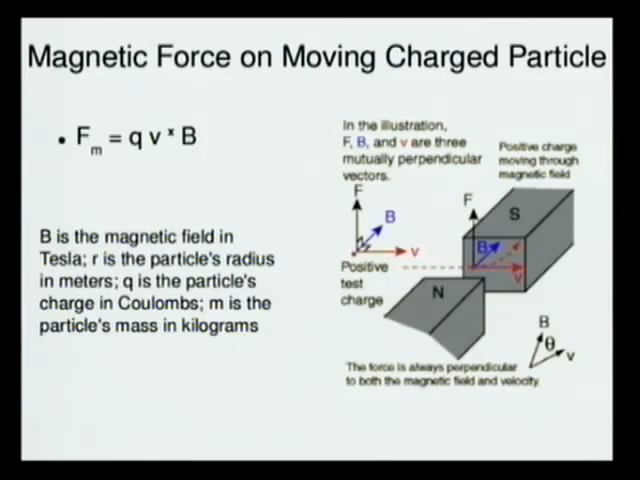 Magnetic Force on Moving Charged Particle
• Fm = q v x B
B is the magnetic field in
Tesla; r is the particle's radius
in meters; q is the particle's
charge in Coulombs; m is the
particle's mass in kilograms
In the illustration,
F, B, and v are three
mutually perpendicular
vectors.
Positive charge
moving through
magnetic field
F
B
v
Positive
test
charge
F
S
B
v
N
B
θ
v
The force is always perpendicular
to both the magnetic field and velocity.